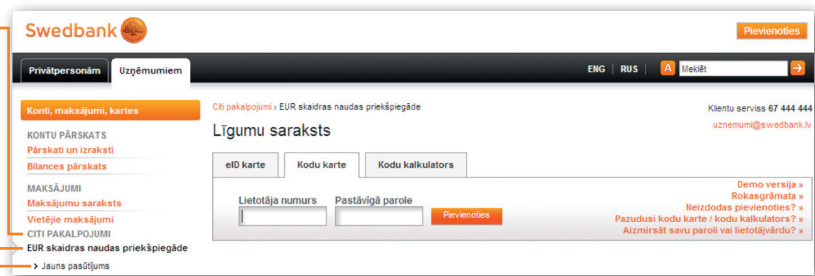 Swedbank
Pievienoties
Privātpersonām
Uzņēmumiem
ENG | RUS | A Meklēt
Konti, maksājumi, kartes
KONTU PĀRSKATS
Pārskati un izraksti
Bilances pārskats
MAKSĀJUMI
Maksājumu saraksts
Vietējie maksājumi
CITI PAKALPOJUMI
EUR skaidras naudas priekšpiegāde
› Jauns pasūtījums
Citi pakalpojumi › EUR skaidras naudas priekšpiegāde
Līgumu saraksts
Klientu serviss 67 444 444
uznemumi@swedbank.lv
eID karte
Kodu karte
Kodu kalkulators
Lietotāja numurs
Pastāvīgā parole
Pievienoties
Demo versija »
Rokasgrāmata »
Neizdodas pievienoties? »
Pazudusi kodu karte / kodu kalkulators? »
Aizmirsāt savu paroli vai lietotājvārdu? »